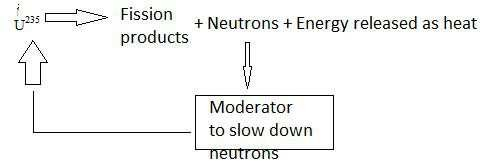 i
U²³⁵
Fission
products
+ Neutrons + Energy released as heat
Moderator
to slow down
neutrons